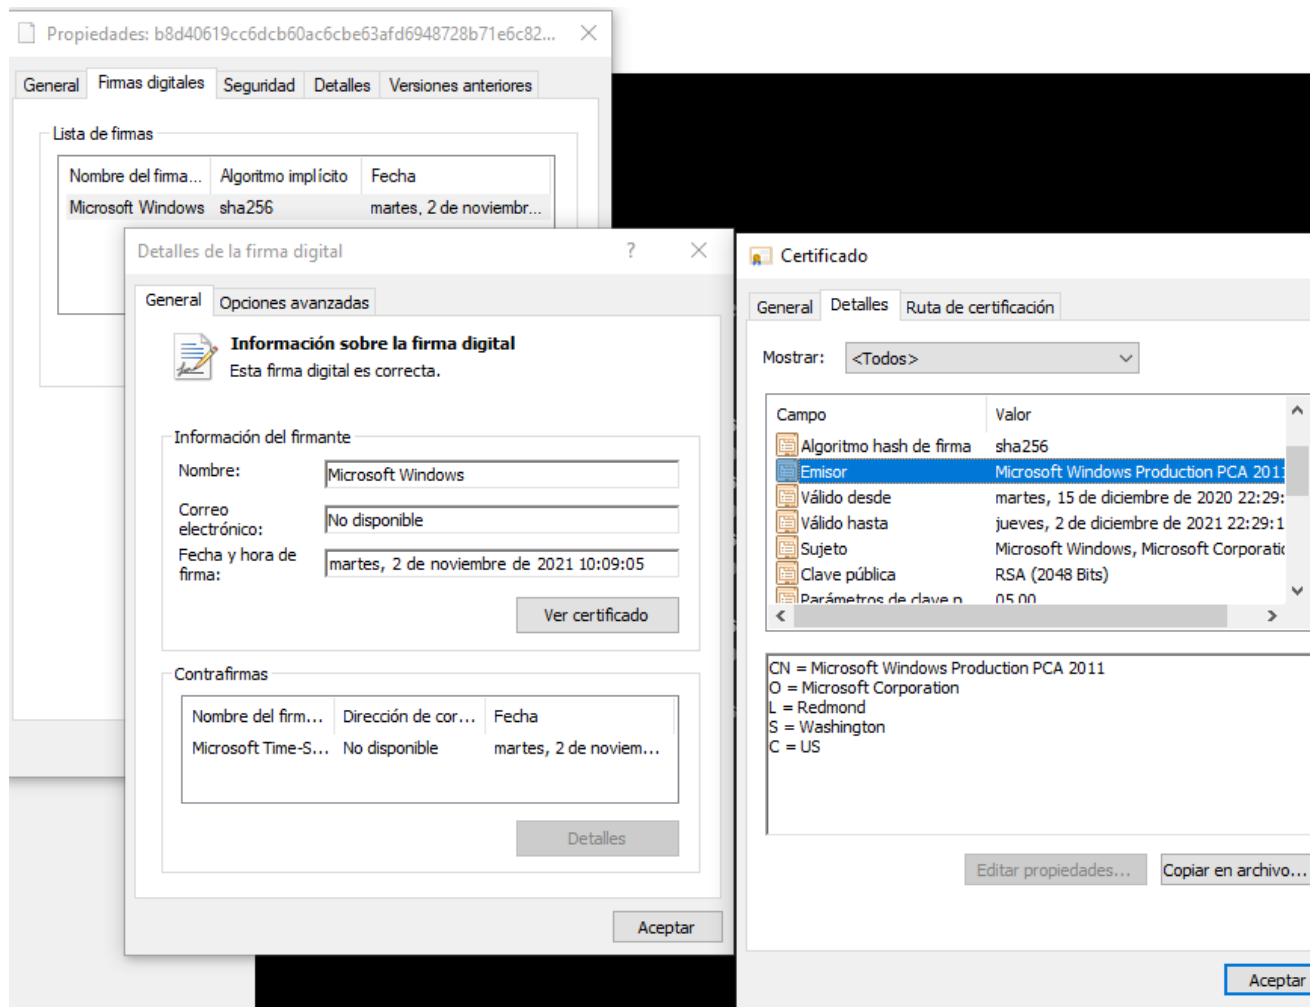 Propiedades: b8d40619cc6dcb60ac6cbe63afd6948728b71e6c82...
General Firmas digitales Seguridad Detalles Versiones anteriores
Lista de firmas
Nombre del firma... Algoritmo implícito Fecha
Microsoft Windows sha256 martes, 2 de noviembr...
Detalles de la firma digital ?
General Opciones avanzadas
Información sobre la firma digital
Esta firma digital es correcta.
Información del firmante
Nombre: Microsoft Windows
Correo
electrónico: No disponible
Fecha y hora de
firma: martes, 2 de noviembre de 2021 10:09:05
Ver certificado
Contrafirmas
Nombre del firm... Dirección de cor... Fecha
Microsoft Time-S... No disponible martes, 2 de noviem...
Detalles
Aceptar
Certificado
General Detalles Ruta de certificación
Mostrar: <Todos>
Campo Valor
Algoritmo hash de firma sha256
Emisor Microsoft Windows Production PCA 2011
Válido desde martes, 15 de diciembre de 2020 22:29:
Válido hasta jueves, 2 de diciembre de 2021 22:29:1
Sujeto Microsoft Windows, Microsoft Corporatic
Clave pública RSA (2048 Bits)
Parámetros de clave p 05 00
CN = Microsoft Windows Production PCA 2011
O = Microsoft Corporation
L = Redmond
S = Washington
C = US
Editar propiedades... Copiar en archivo...
Aceptar